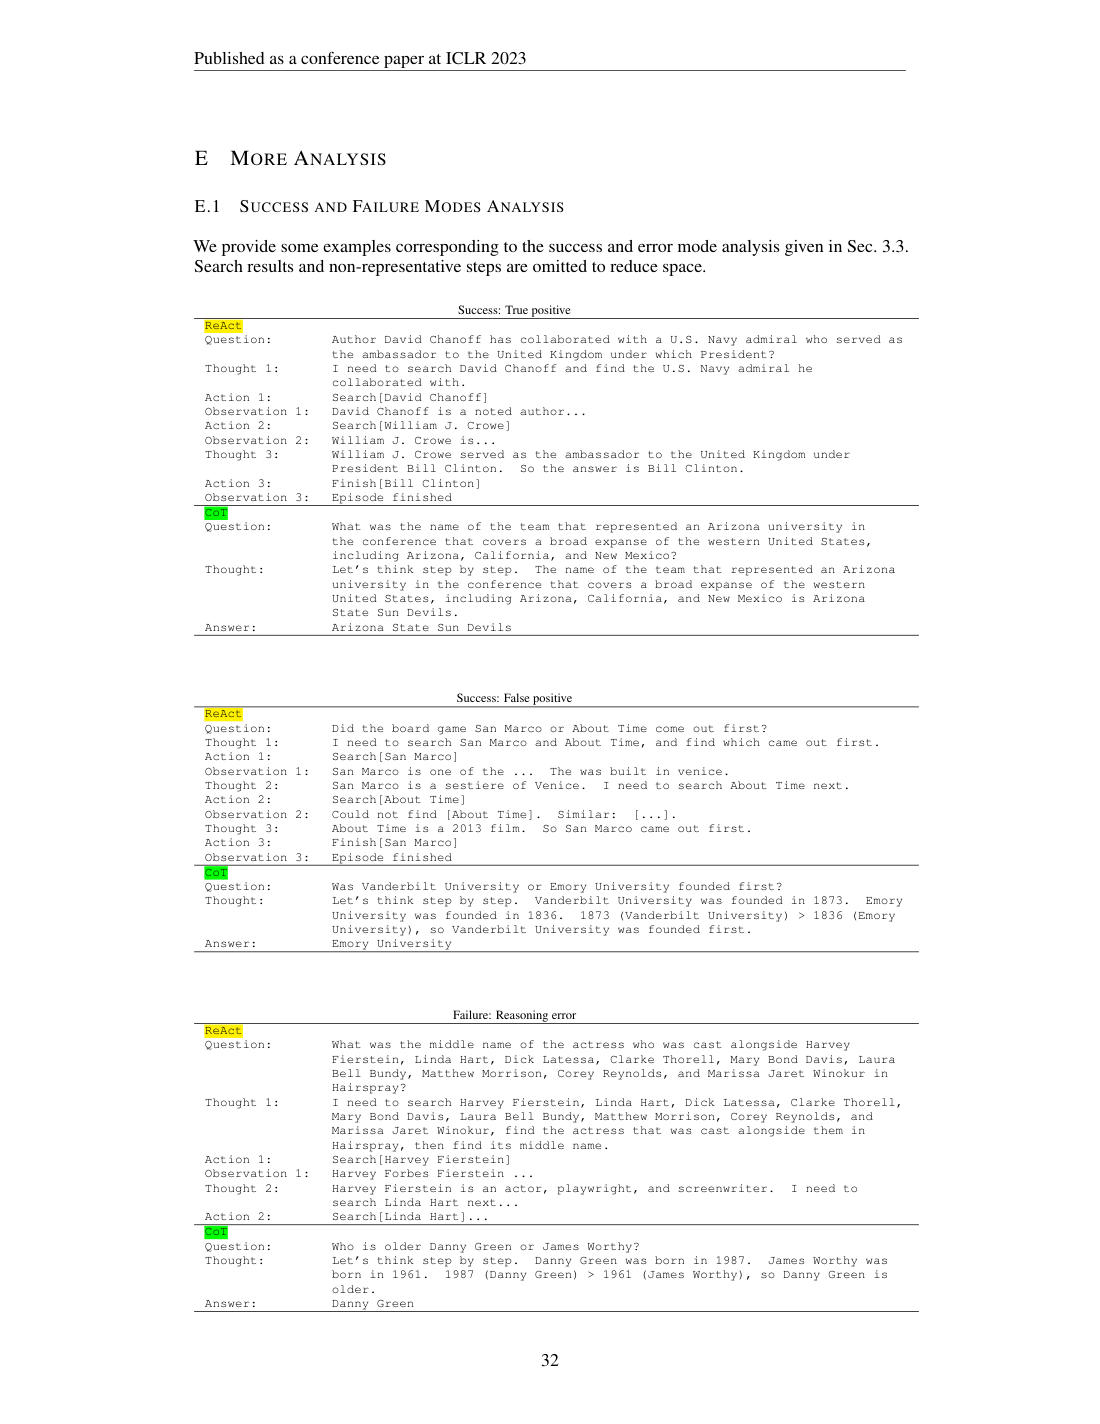 Published as a conference paper at ICLR 2023
E MORE ANALYSIS
E.1 SUCCESS AND FAILURE MODES ANALYSIS
We provide some examples corresponding to the success and error mode analysis given in Sec. 3.3.
Search results and non-representative steps are omitted to reduce space.
Success: True positive
ReAct
Question: Author David Chanoff has collaborated with a U.S. Navy admiral who served as
the ambassador to the United Kingdom under which President?
Thought 1: I need to search David Chanoff and find the U.S. Navy admiral he
collaborated with.
Action 1: Search[David Chanoff]
Observation 1: David Chanoff is a noted author...
Action 2: Search[William J. Crowe]
Observation 2: William J. Crowe is...
Thought 3: William J. Crowe served as the ambassador to the United Kingdom under
President Bill Clinton. So the answer is Bill Clinton.
Action 3: Finish[Bill Clinton]
Observation 3: Episode finished
CoT
Question: What was the name of the team that represented an Arizona university in
the conference that covers a broad expanse of the western United States,
including Arizona, California, and New Mexico?
Thought: Let's think step by step. The name of the team that represented an Arizona
university in the conference that covers a broad expanse of the western
United States, including Arizona, California, and New Mexico is Arizona
State Sun Devils.
Answer: Arizona State Sun Devils
Success: False positive
ReAct
Question: Did the board game San Marco or About Time come out first?
Thought 1: I need to search San Marco and About Time, and find which came out first.
Action 1: Search[San Marco]
Observation 1: San Marco is one of the ... The was built in venice.
Thought 2: San Marco is a sestiere of Venice. I need to search About Time next.
Action 2: Search[About Time]
Observation 2: Could not find [About Time]. Similar: [...].
Thought 3: About Time is a 2013 film. So San Marco came out first.
Action 3: Finish[San Marco]
Observation 3: Episode finished
CoT
Question: Was Vanderbilt University or Emory University founded first?
Thought: Let's think step by step. Vanderbilt University was founded in 1873. Emory
University was founded in 1836. 1873 (Vanderbilt University) > 1836 (Emory
University), so Vanderbilt University was founded first.
Answer: Emory University
Failure: Reasoning error
ReAct
Question: What was the middle name of the actress who was cast alongside Harvey
Fierstein, Linda Hart, Dick Latessa, Clarke Thorell, Mary Bond Davis, Laura
Bell Bundy, Matthew Morrison, Corey Reynolds, and Marissa Jaret Winokur in
Hairspray?
Thought 1: I need to search Harvey Fierstein, Linda Hart, Dick Latessa, Clarke Thorell,
Mary Bond Davis, Laura Bell Bundy, Matthew Morrison, Corey Reynolds, and
Marissa Jaret Winokur, find the actress that was cast alongside them in
Hairspray, then find its middle name.
Action 1: Search[Harvey Fierstein]
Observation 1: Harvey Forbes Fierstein ...
Thought 2: Harvey Fierstein is an actor, playwright, and screenwriter. I need to
search Linda Hart next...
Action 2: Search[Linda Hart]...
CoT
Question: Who is older Danny Green or James Worthy?
Thought: Let's think step by step. Danny Green was born in 1987. James Worthy was
born in 1961. 1987 (Danny Green) > 1961 (James Worthy), so Danny Green is
older.
Answer: Danny Green
32